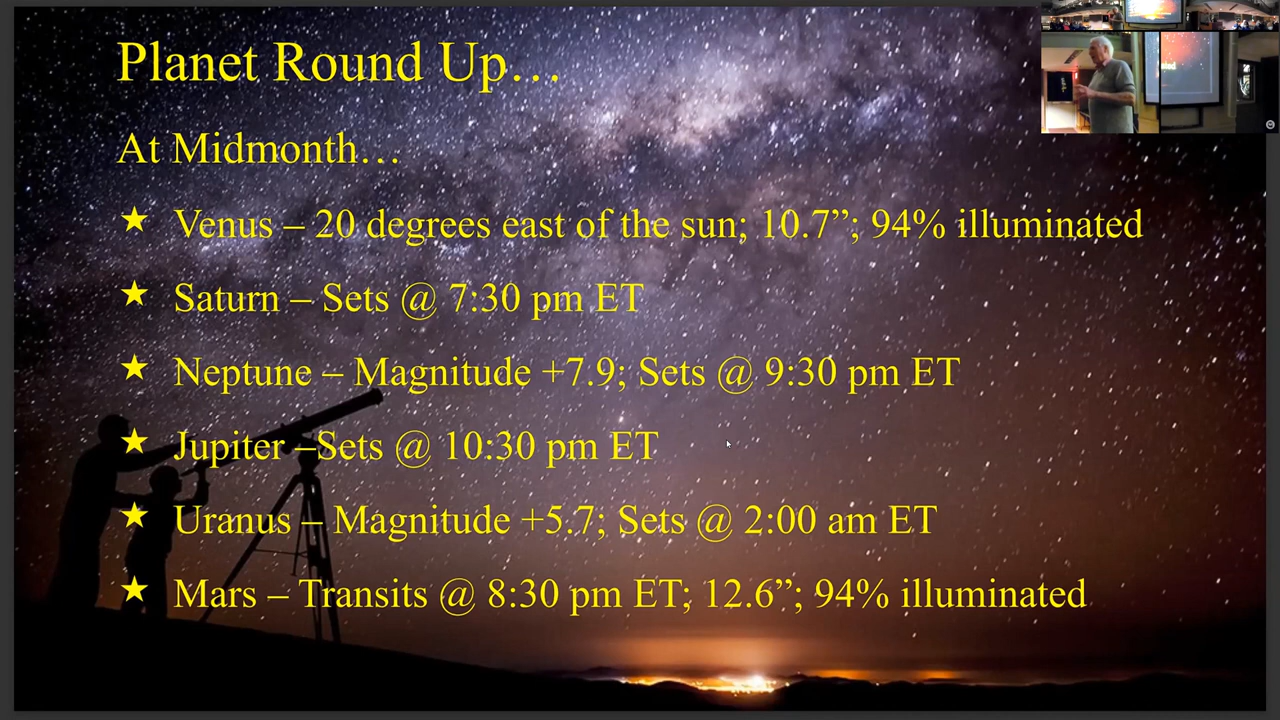 Planet Round Up…
At Midmonth…
★ Venus – 20 degrees east of the sun; 10.7”; 94% illuminated
★ Saturn – Sets @ 7:30 pm ET
★ Neptune – Magnitude +7.9; Sets @ 9:30 pm ET
★ Jupiter –Sets @ 10:30 pm ET
★ Uranus – Magnitude +5.7; Sets @ 2:00 am ET
★ Mars – Transits @ 8:30 pm ET; 12.6”; 94% illuminated